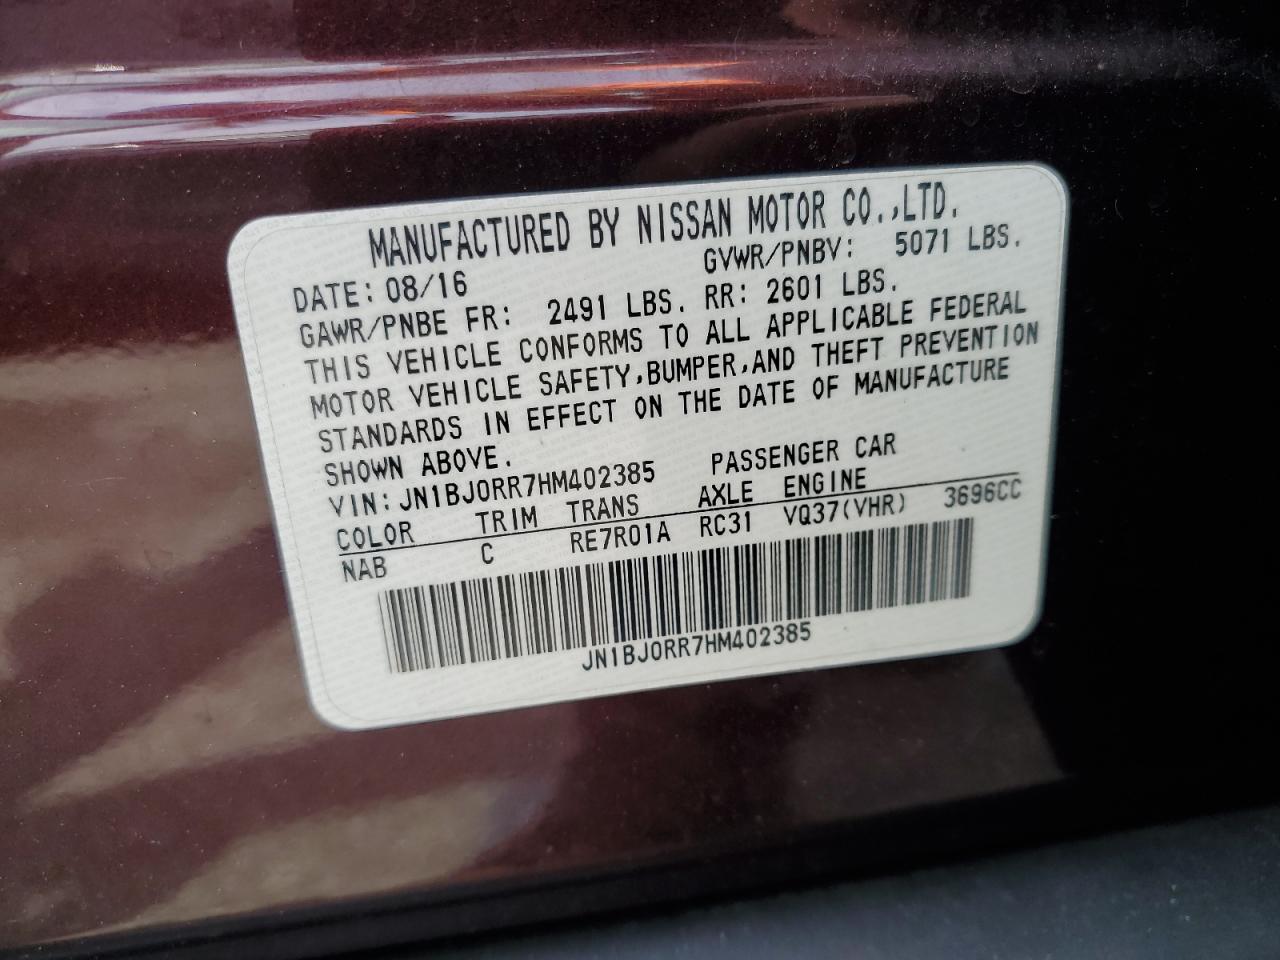 MANUFACTURED BY NISSAN MOTOR CO.,LTD.
DATE: 08/16 GVWR/PNBV: 5071 LBS.
GAWR/PNBE FR: 2491 LBS. RR: 2601 LBS.
THIS VEHICLE CONFORMS TO ALL APPLICABLE FEDERAL
MOTOR VEHICLE SAFETY,BUMPER,AND THEFT PREVENTION
STANDARDS IN EFFECT ON THE DATE OF MANUFACTURE
SHOWN ABOVE.
VIN: JN1BJ0RR7HM402385 PASSENGER CAR
COLOR TRIM TRANS AXLE ENGINE
NAB C RE7R01A RC31 VQ37(VHR) 3696CC
JN1BJ0RR7HM402385